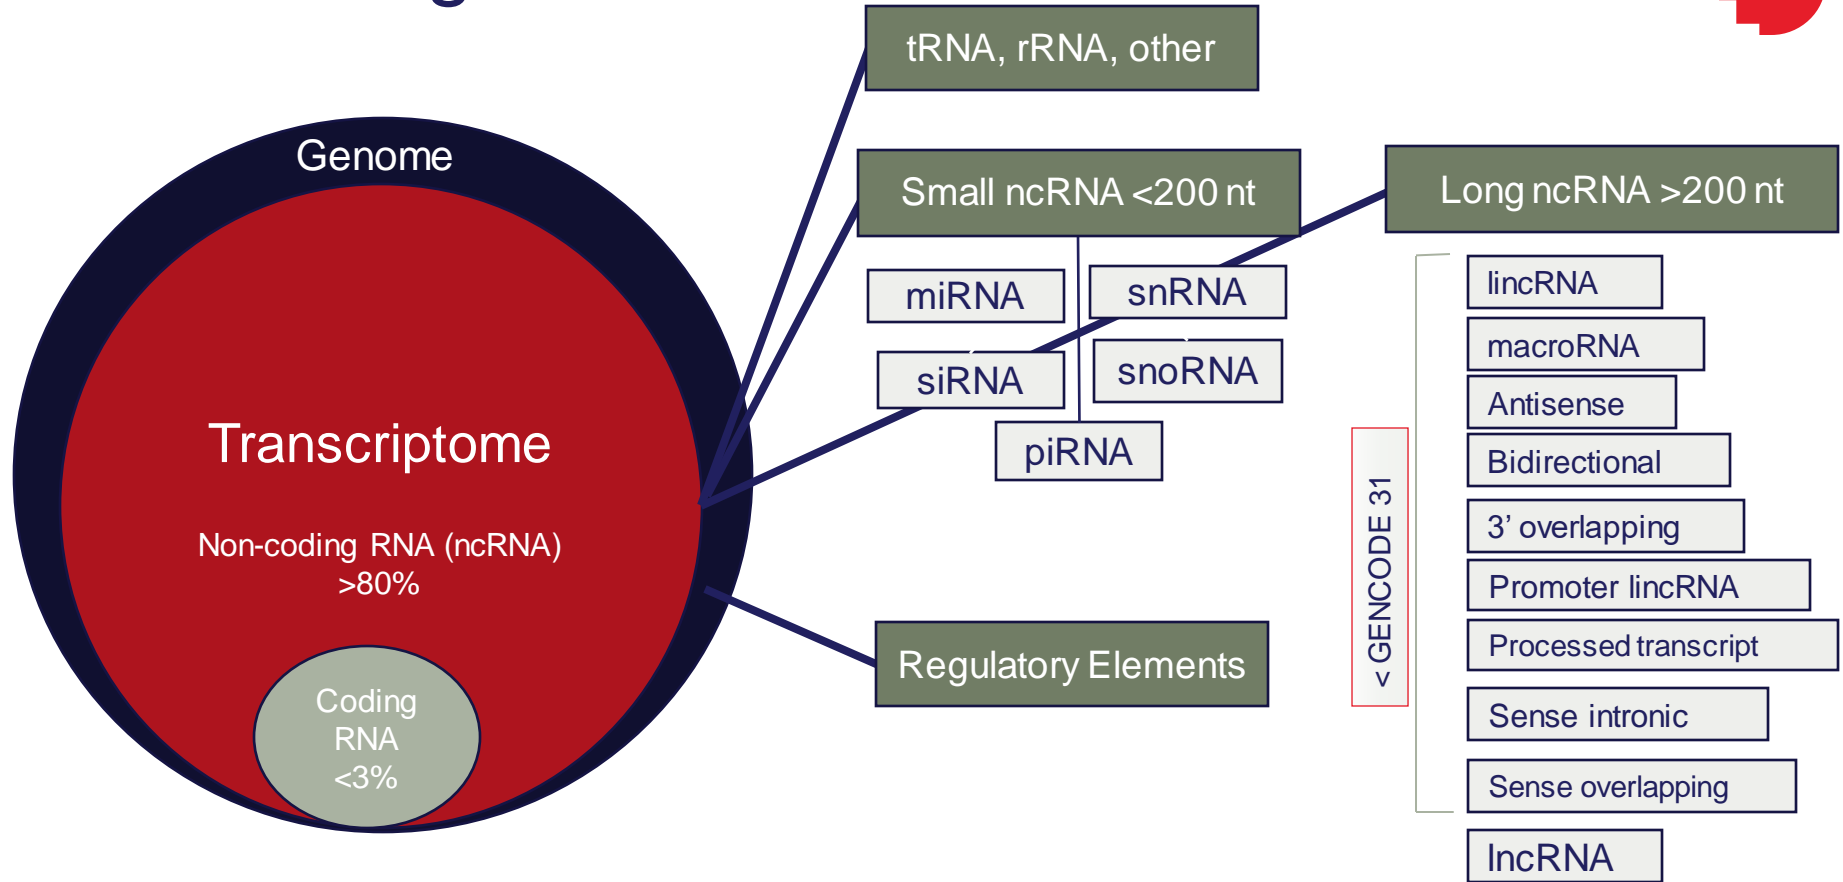 tRNA, rRNA, other
Genome
Small ncRNA <200 nt
Long ncRNA >200 nt
miRNA
snRNA
siRNA
snoRNA
piRNA
Transcriptome
Non-coding RNA (ncRNA)
>80%
Coding
RNA
<3%
Regulatory Elements
< GENCODE 31
lincRNA
macroRNA
Antisense
Bidirectional
3’ overlapping
Promoter lincRNA
Processed transcript
Sense intronic
Sense overlapping
lncRNA